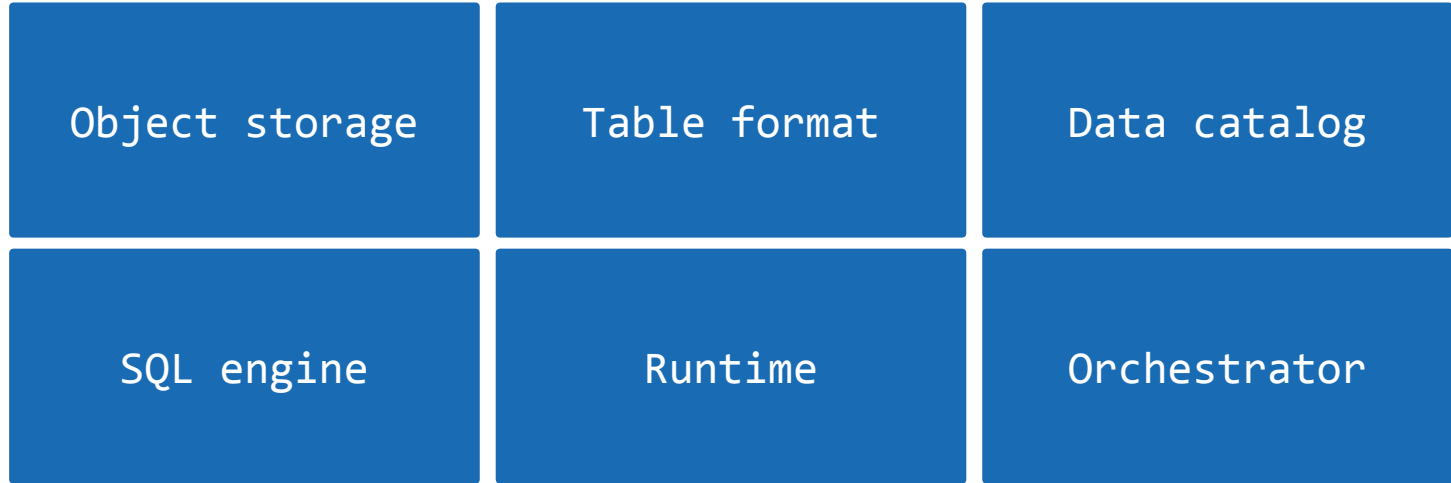 Object storage
Table format
Data catalog
SQL engine
Runtime
Orchestrator